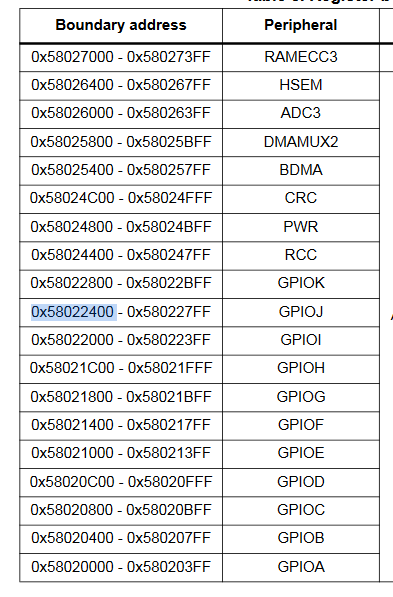 Boundary address Peripheral
0x58027000 - 0x580273FF RAMECC3
0x58026400 - 0x580267FF HSEM
0x58026000 - 0x580263FF ADC3
0x58025800 - 0x58025BFF DMAMUX2
0x58025400 - 0x580257FF BDMA
0x58024C00 - 0x58024FFF CRC
0x58024800 - 0x58024BFF PWR
0x58024400 - 0x580247FF RCC
0x58022800 - 0x58022BFF GPIOK
0x58022400 - 0x580227FF GPIOJ
0x58022000 - 0x580223FF GPIOI
0x58021C00 - 0x58021FFF GPIOH
0x58021800 - 0x58021BFF GPIOG
0x58021400 - 0x580217FF GPIOF
0x58021000 - 0x580213FF GPIOE
0x58020C00 - 0x58020FFF GPIOD
0x58020800 - 0x58020BFF GPIOC
0x58020400 - 0x580207FF GPIOB
0x58020000 - 0x580203FF GPIOA